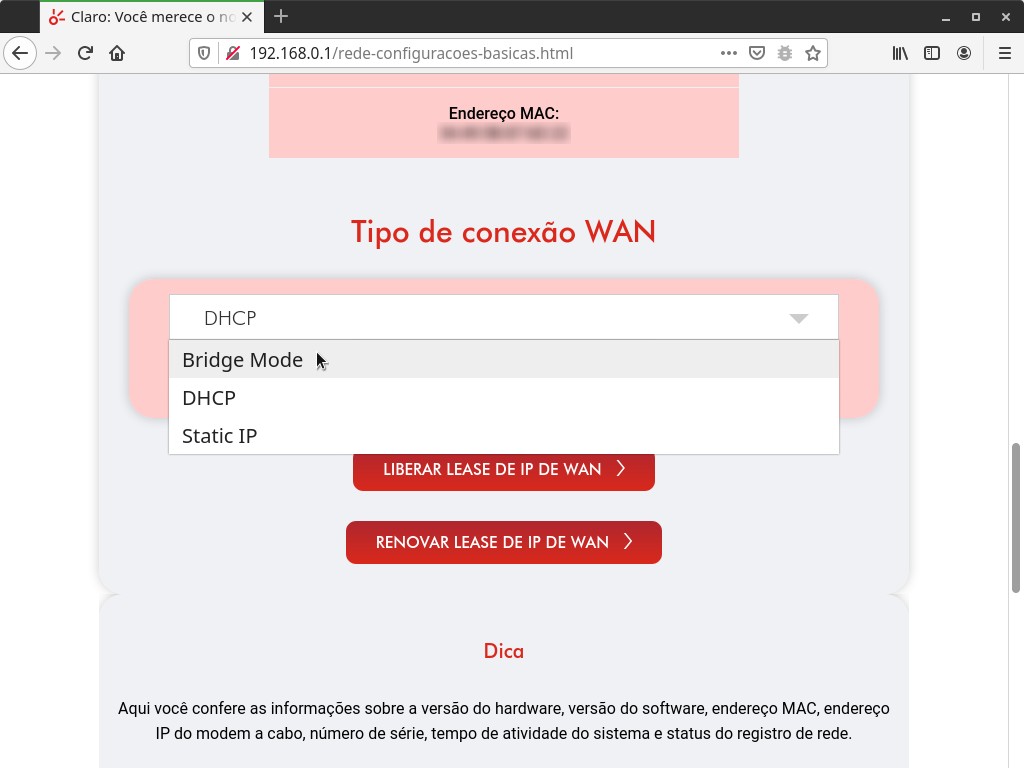 Claro: Você merece o no
192.168.0.1/rede-configuracoes-basicas.html
Endereço MAC:
Tipo de conexão WAN
DHCP
Bridge Mode
DHCP
Static IP
LIBERAR LEASE DE IP DE WAN
RENOVAR LEASE DE IP DE WAN
Dica
Aqui você confere as informações sobre a versão do hardware, versão do software, endereço MAC, endereço
IP do modem a cabo, número de série, tempo de atividade do sistema e status do registro de rede.